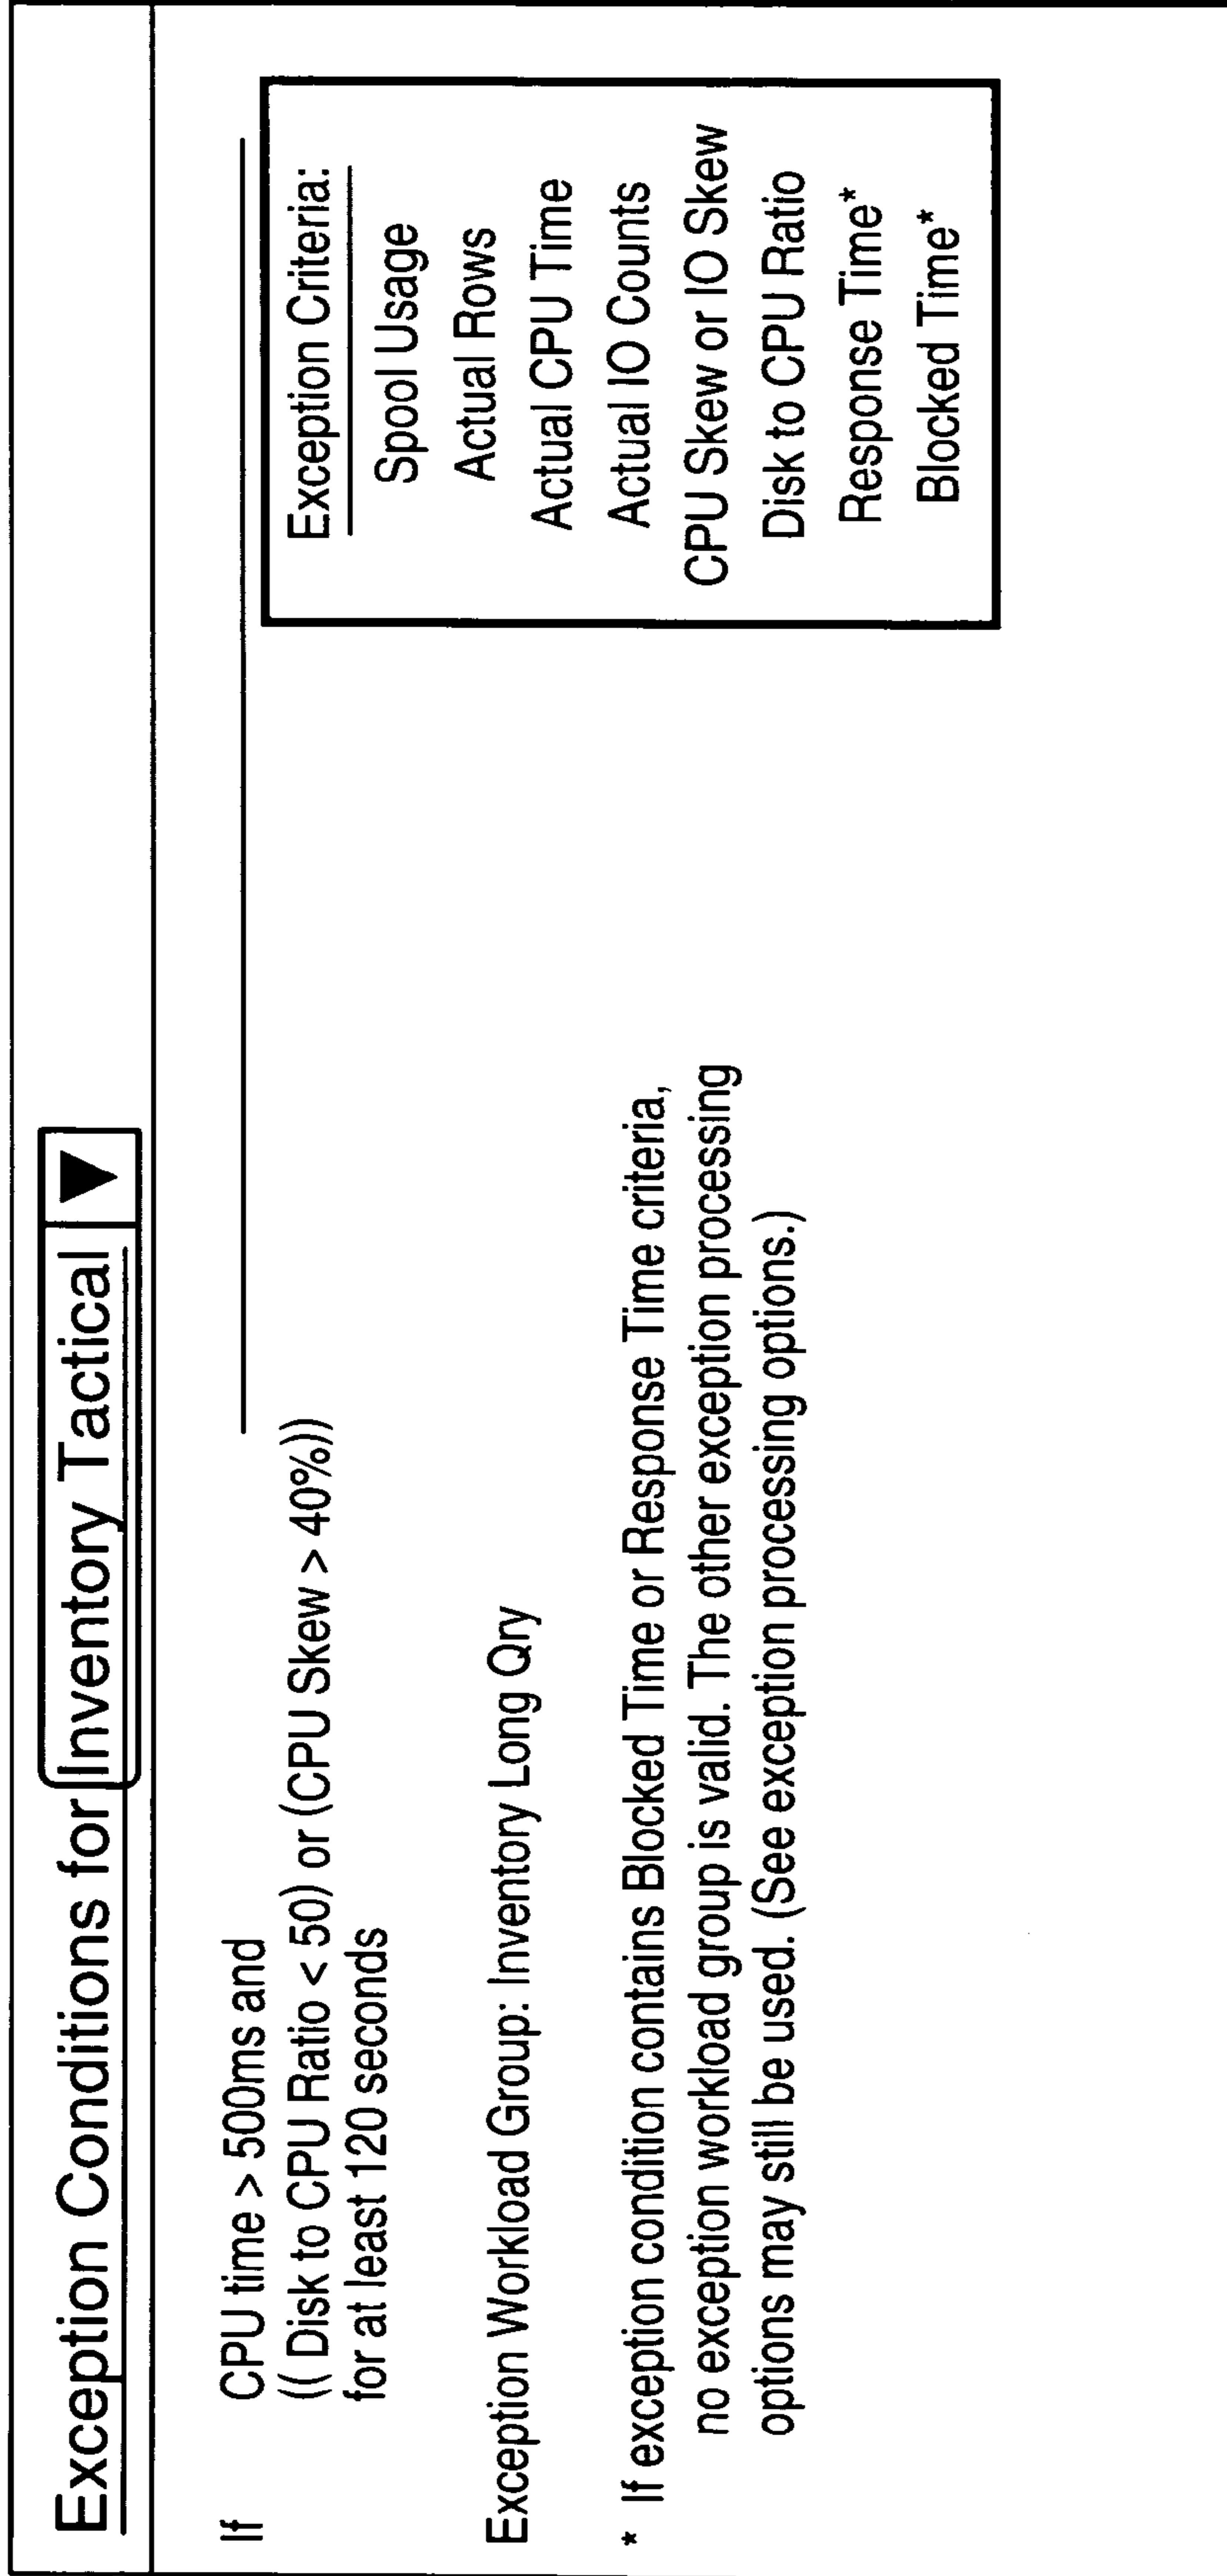 Exception Conditions for Inventory Tactical
If CPU time > 500ms and
(( Disk to CPU Ratio < 50) or (CPU Skew > 40%))
for at least 120 seconds
Exception Workload Group: Inventory Long Qry
* If exception condition contains Blocked Time or Response Time criteria,
no exception workload group is valid. The other exception processing
options may still be used. (See exception processing options.)
Exception Criteria:
Spool Usage
Actual Rows
Actual CPU Time
Actual IO Counts
CPU Skew or IO Skew
Disk to CPU Ratio
Response Time*
Blocked Time*